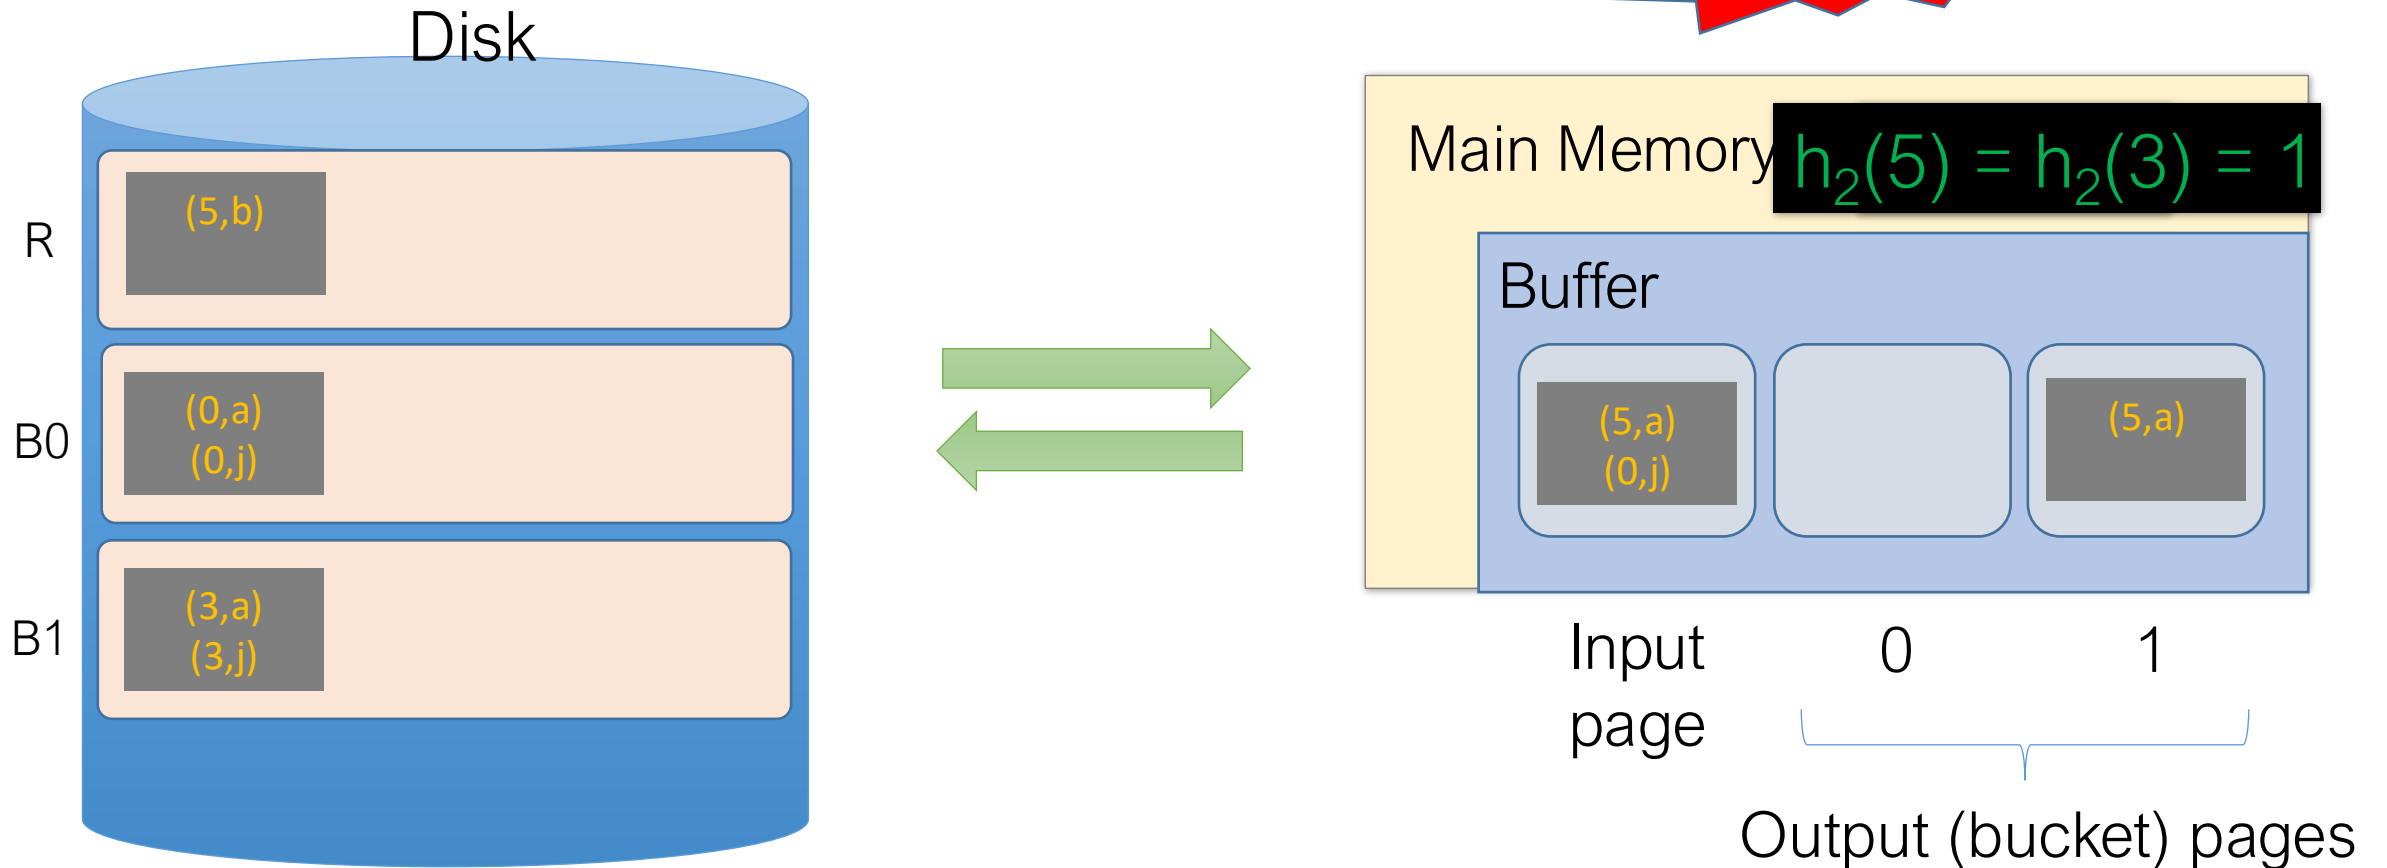 Disk
R
(5,b)
B0
(0,a)
(0,j)
B1
(3,a)
(3,j)
Main Memory
h₂(5) = h₂(3) = 1
Buffer
(5,a)
(0,j)
(5,a)
Input page
0
1
Output (bucket) pages